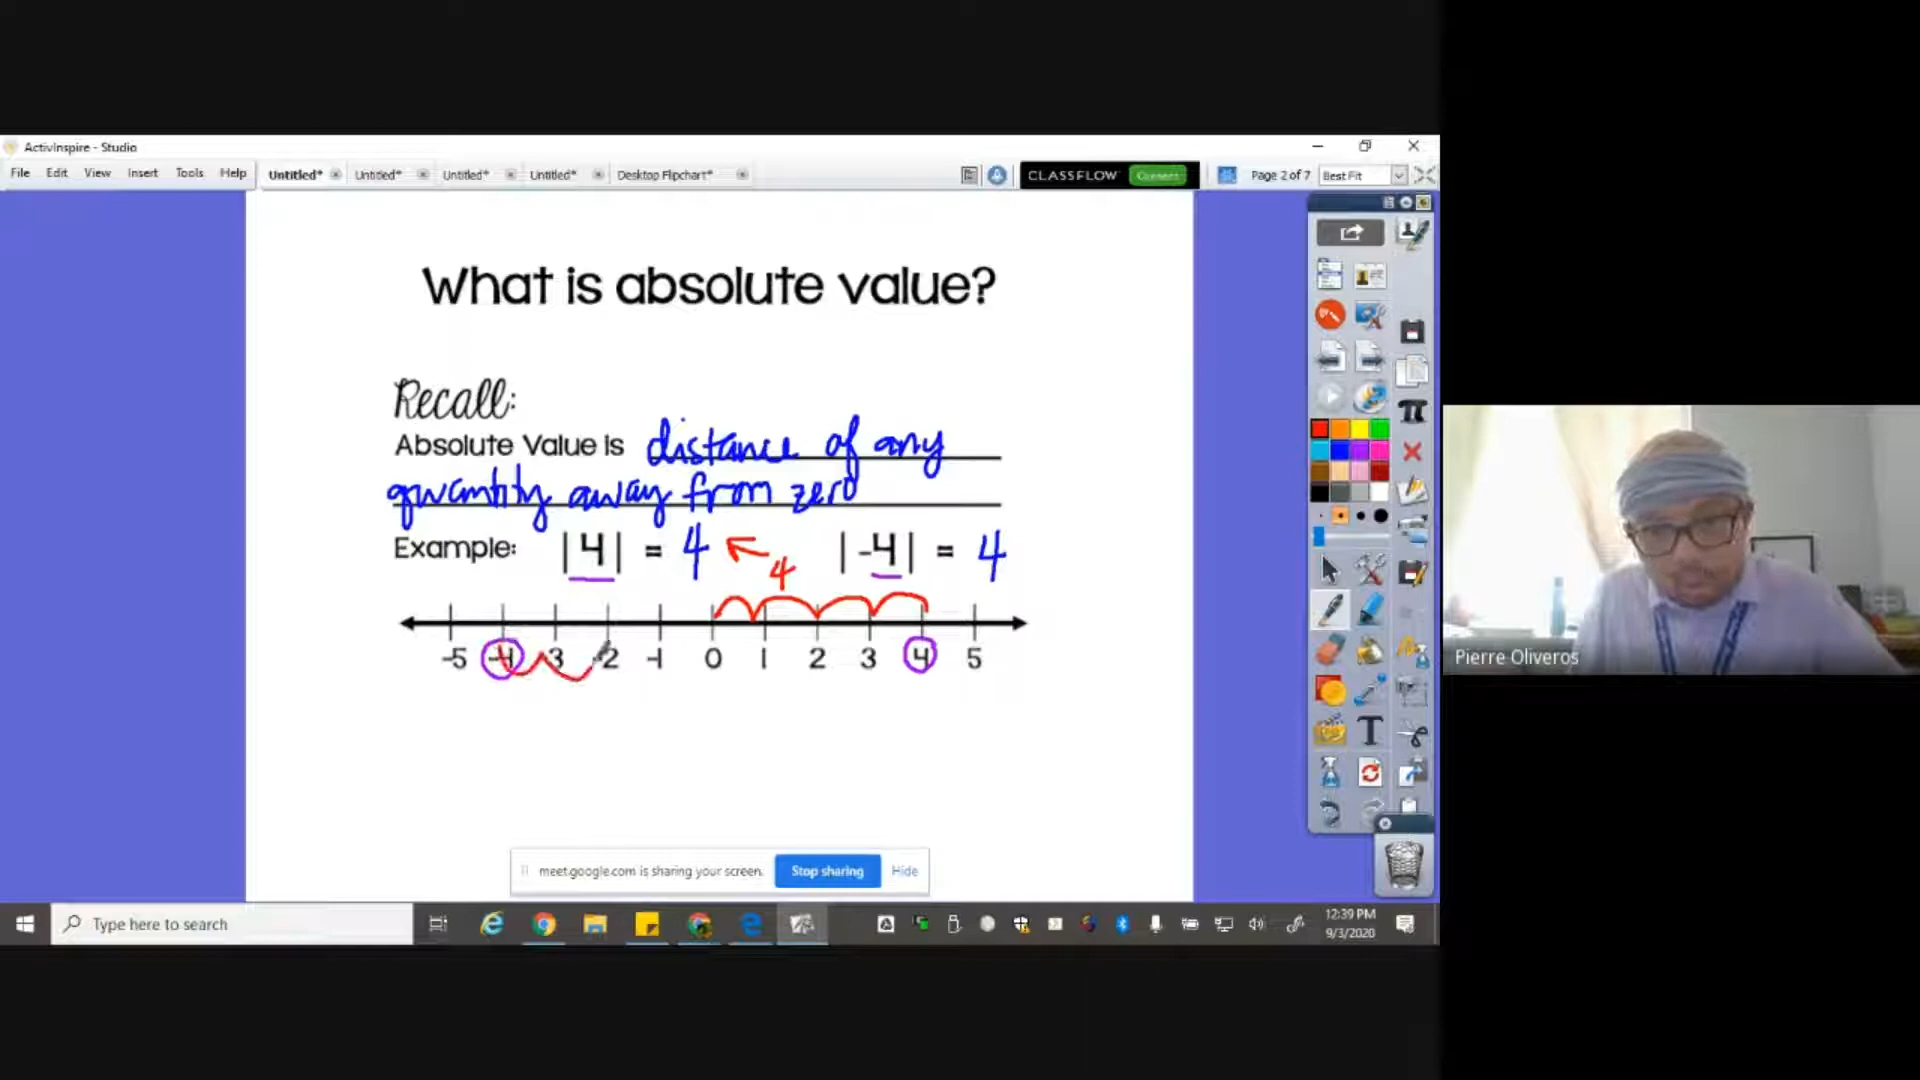 ActivInspire - Studio
File Edit View Insert Tools Help
Untitled* Untitled* Untitled* Untitled* Desktop Flipchart*
CLASSFLOW Connect
Page 2 of 7 Best Fit
What is absolute value?
Recall:
Absolute Value is distance of any
quantity away from zero
Example: |4| = 4 |-4| = 4
4
-5 -4 -3 -2 -1 0 1 2 3 4 5
Pierre Oliveros
meet.google.com is sharing your screen. Stop sharing Hide
Type here to search
12:39 PM
9/3/2020